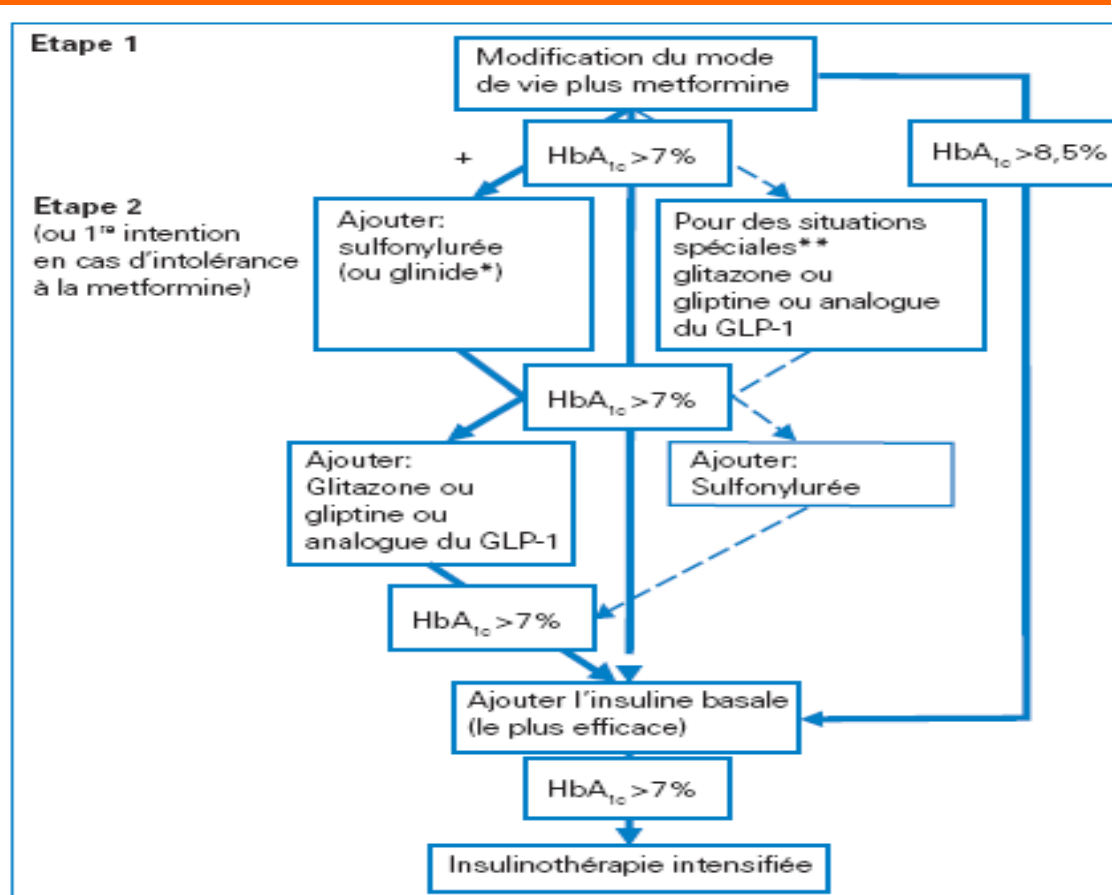 Etape 1
Modification du mode
de vie plus metformine
HbA1c >7%
HbA1c >8,5%
+
Etape 2
(ou 1re intention
en cas d'intolérance
à la metformine)
Ajouter:
sulfonylurée
(ou glinide*)
Pour des situations
spéciales**
glitazone ou
gliptine ou analogue
du GLP-1
HbA1c >7%
Ajouter:
Glitazone ou
gliptine ou
analogue du GLP-1
Ajouter:
Sulfonylurée
HbA1c >7%
Ajouter l'insuline basale
(le plus efficace)
HbA1c >7%
Insulinothérapie intensifiée